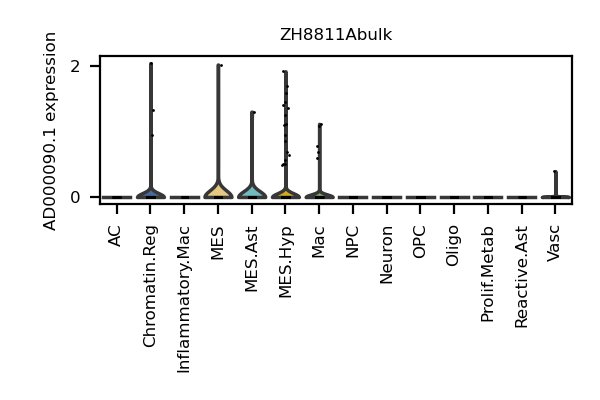 ZH8811Abulk
AD000090.1 expression
2
0
AC
Chromatin.Reg
Inflammatory.Mac
MES
MES.Ast
MES.Hyp
Mac
NPC
Neuron
OPC
Oligo
Prolif.Metab
Reactive.Ast
Vasc